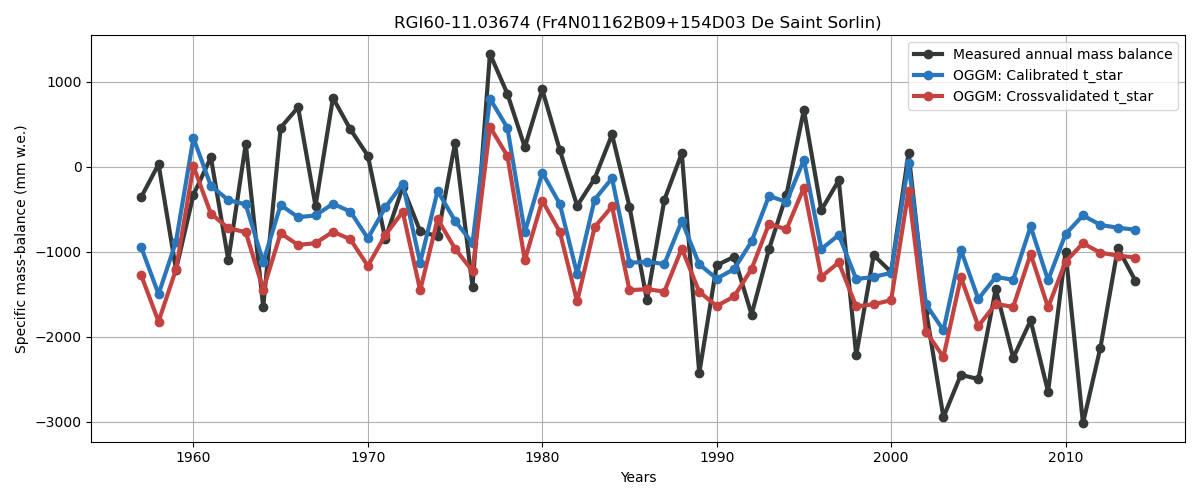 RGI60-11.03674 (Fr4N01162B09+154D03 De Saint Sorlin)
Measured annual mass balance
OGGM: Calibrated t_star
OGGM: Crossvalidated t_star
Specific mass-balance (mm w.e.)
1000
0
−1000
−2000
−3000
1960 1970 1980 1990 2000 2010
Years